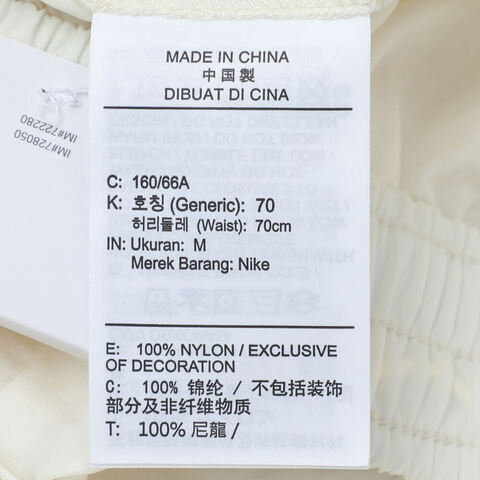 MADE IN CHINA
中 国 製
DIBUAT DI CINA
C: 160/66A
K: 호칭 (Generic): 70
허리둘레 (Waist): 70cm
IN: Ukuran: M
Merek Barang: Nike
E: 100% NYLON / EXCLUSIVE
OF DECORATION
C: 100% 锦纶 / 不包括装饰
部分及非纤维物质
T: 100% 尼龍 /
IM#722280
IM#728050